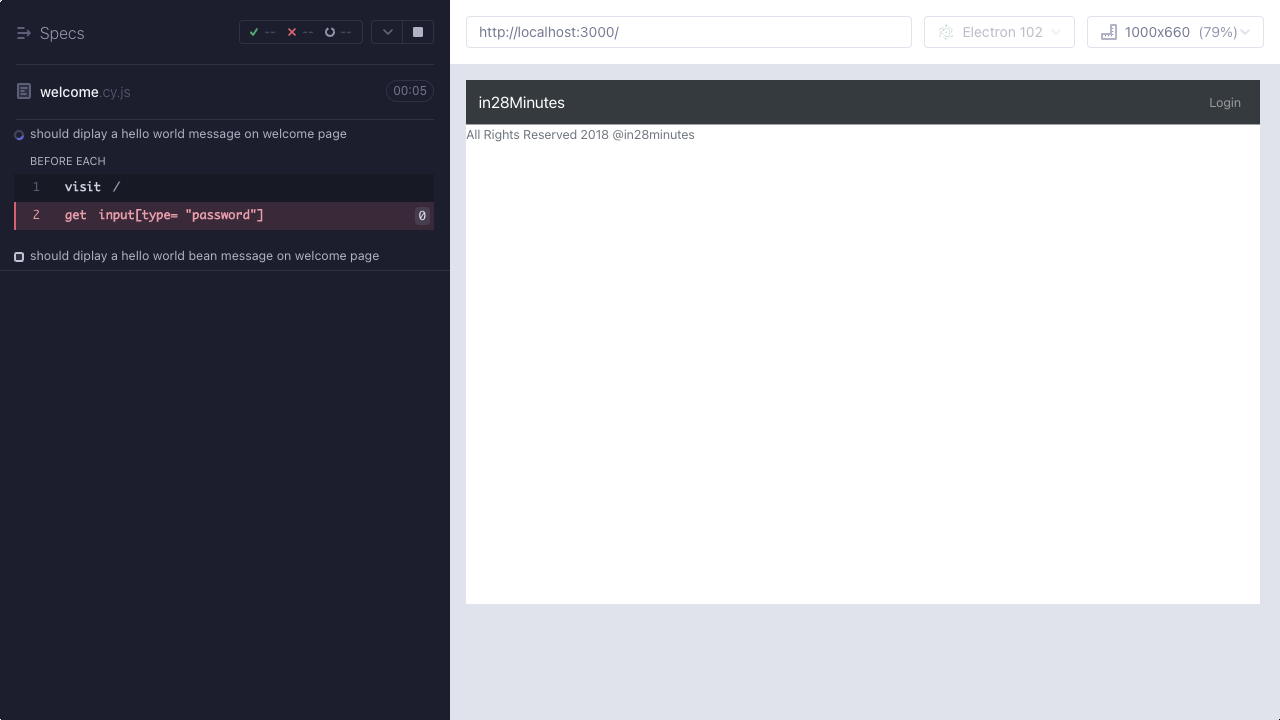 Specs
-- -- --
welcome.cy.js
00:05
should diplay a hello world message on welcome page
BEFORE EACH
1 visit /
2 get input[type= "password"] 0
should diplay a hello world bean message on welcome page
http://localhost:3000/
Electron 102
1000x660 (79%)
in28Minutes
Login
All Rights Reserved 2018 @in28minutes